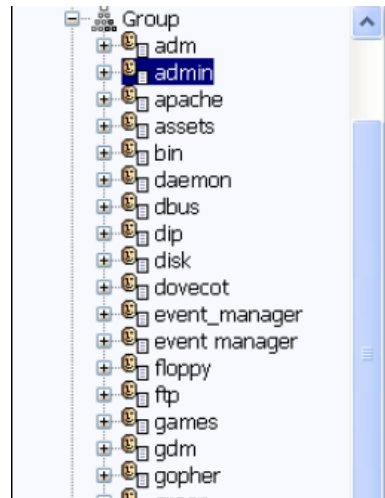 Group
adm
admin
apache
assets
bin
daemon
dbus
dip
disk
dovecot
event_manager
event manager
floppy
ftp
games
gdm
gopher